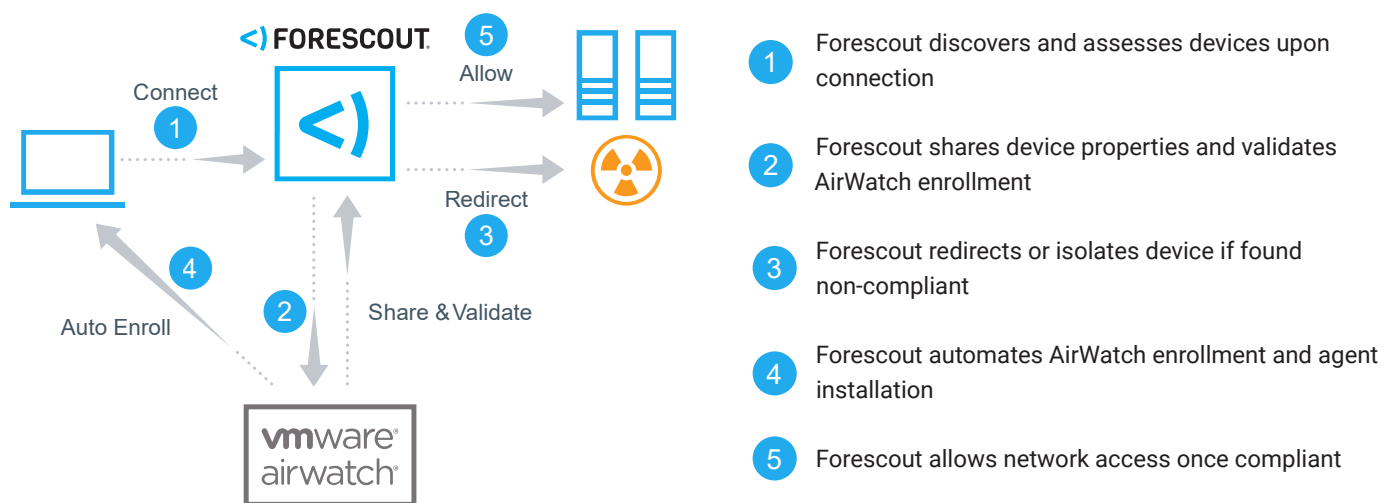 FORESCOUT.
5
Allow
Connect
1
Redirect
3
4
2
Auto Enroll
Share & Validate
vmware®
airwatch®
1
Forescout discovers and assesses devices upon
connection
2
Forescout shares device properties and validates
AirWatch enrollment
3
Forescout redirects or isolates device if found
non-compliant
4
Forescout automates AirWatch enrollment and agent
installation
5
Forescout allows network access once compliant